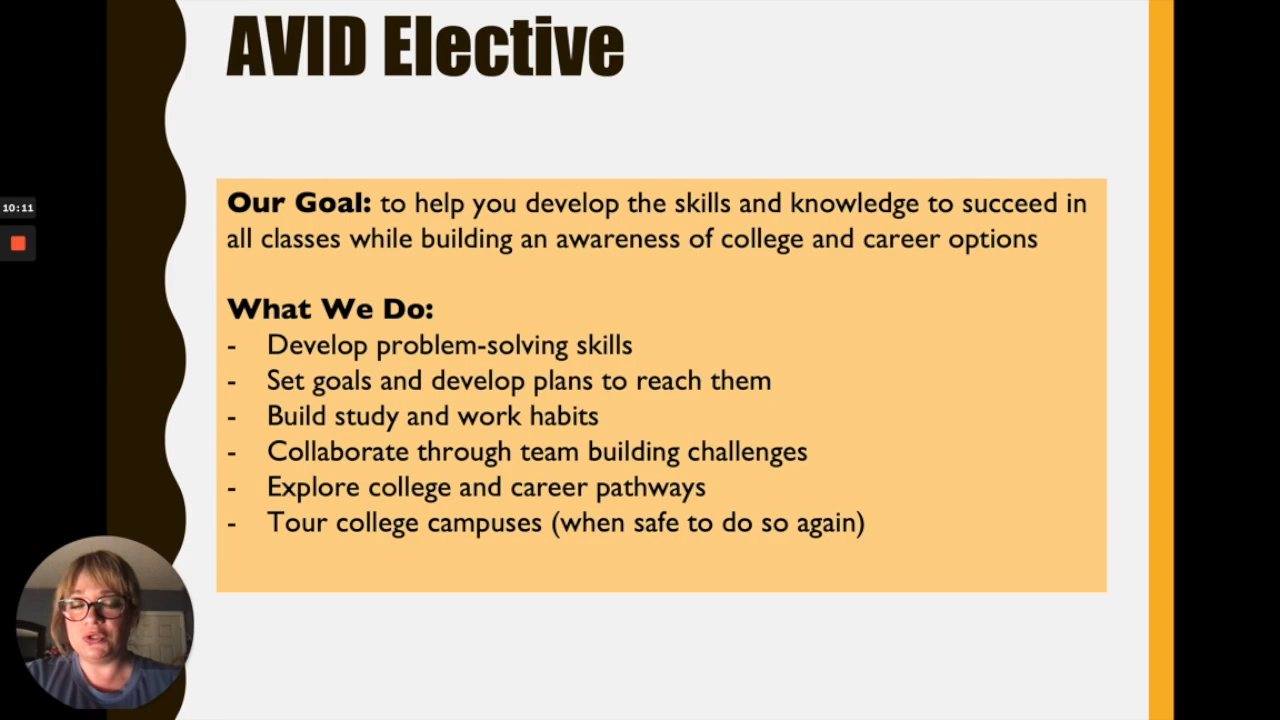 AVID Elective
Our Goal: to help you develop the skills and knowledge to succeed in
all classes while building an awareness of college and career options
What We Do:
- Develop problem-solving skills
- Set goals and develop plans to reach them
- Build study and work habits
- Collaborate through team building challenges
- Explore college and career pathways
- Tour college campuses (when safe to do so again)
10:11